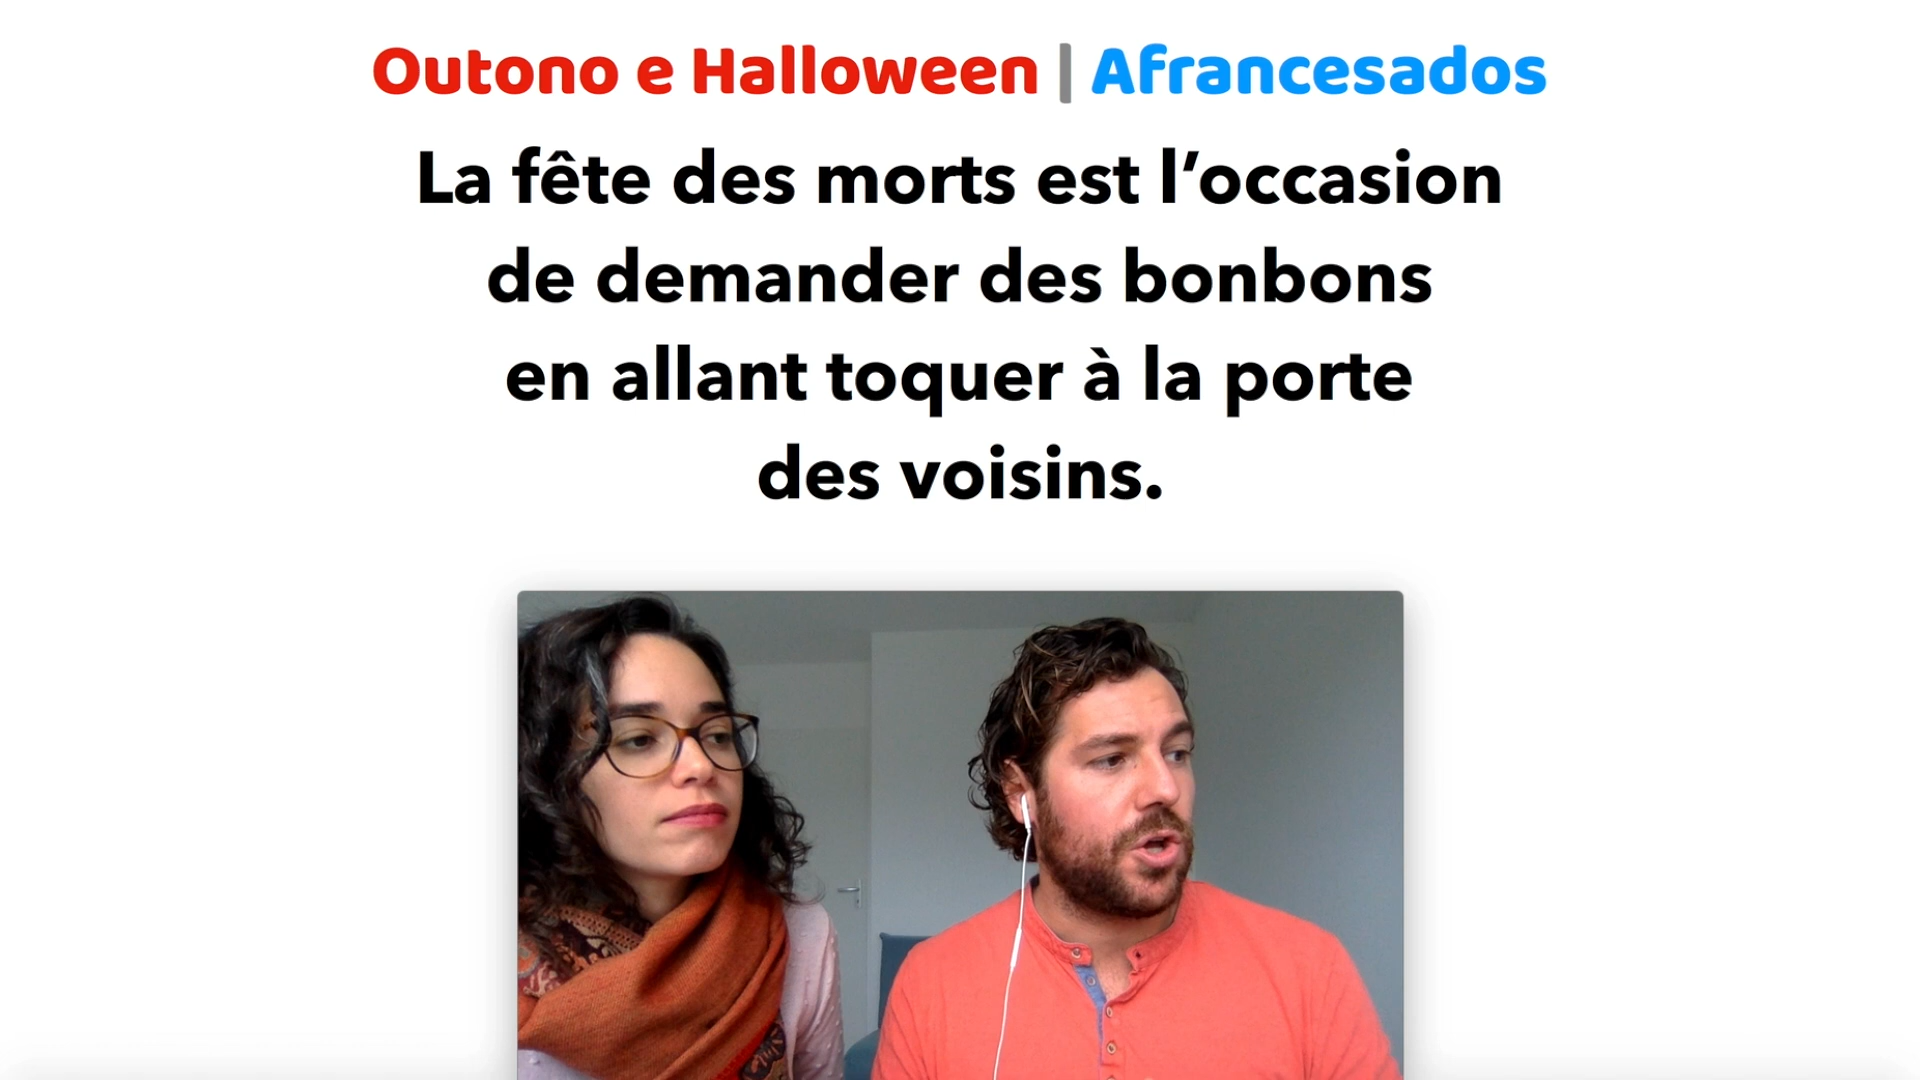 Outono e Halloween | Afrancesados
La fête des morts est l’occasion
de demander des bonbons
en allant toquer à la porte
des voisins.